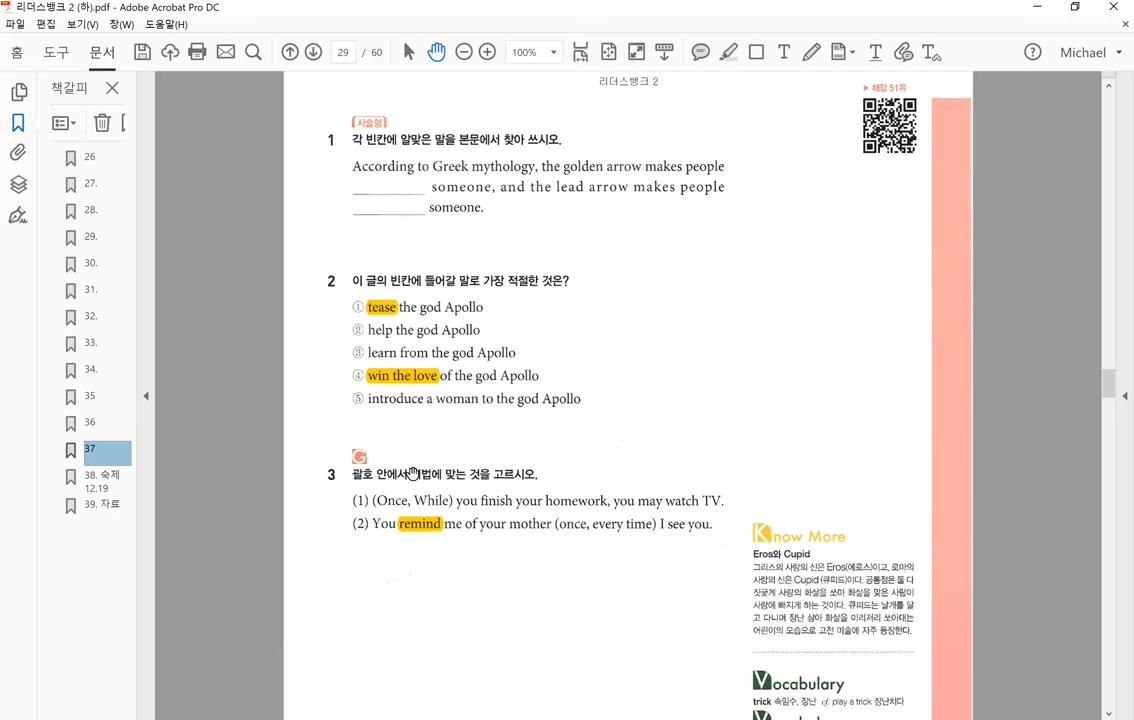 리더스뱅크 2 (하).pdf - Adobe Acrobat Pro DC
파일 편집 보기(V) 창(W) 도움말(H)
홈 도구 문서 29 / 60 100% Michael
책갈피
26
27.
28.
29.
30.
31.
32.
33.
34.
35
36
37
38. 숙제
12.19
39. 자료
리더스뱅크 2
▶ 해답 51쪽
서술형
1 각 빈칸에 알맞은 말을 본문에서 찾아 쓰시오.
According to Greek mythology, the golden arrow makes people
__________ someone, and the lead arrow makes people
__________ someone.
2 이 글의 빈칸에 들어갈 말로 가장 적절한 것은?
① tease the god Apollo
② help the god Apollo
③ learn from the god Apollo
④ win the love of the god Apollo
⑤ introduce a woman to the god Apollo
G
3 괄호 안에서 법에 맞는 것을 고르시오.
(1) (Once, While) you finish your homework, you may watch TV.
(2) You remind me of your mother (once, every time) I see you.
Know More
Eros와 Cupid
그리스의 사랑의 신은 Eros(에로스)이고, 로마의
사랑의 신은 Cupid (큐피드)이다. 공통점은 둘 다
짓궂게 사랑의 화살을 쏘아 화살을 맞은 사람이
사랑에 빠지게 하는 것이다. 큐피드는 날개를 달
고 다니며 장난 삼아 화살을 이리저리 쏘아대는
어린이의 모습으로 고전 미술에 자주 등장한다.
Vocabulary
trick 속임수, 장난 cf. play a trick 장난치다